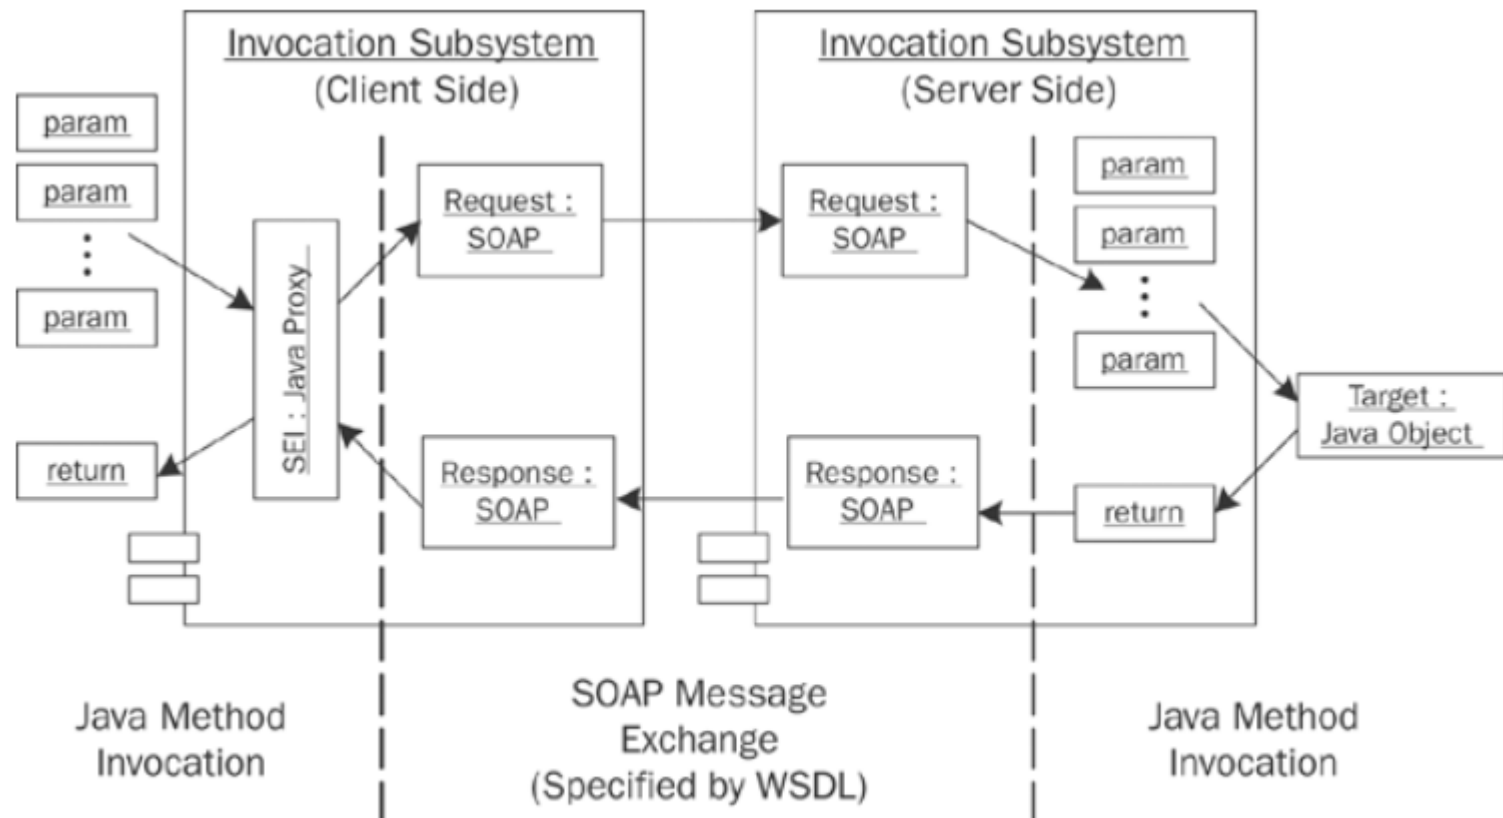 Invocation Subsystem
(Client Side)
Invocation Subsystem
(Server Side)
param
param
param
return
SEI : Java Proxy
Request :
SOAP
Response :
SOAP
Request :
SOAP
Response :
SOAP
param
param
param
return
Target :
Java Object
Java Method
Invocation
SOAP Message
Exchange
(Specified by WSDL)
Java Method
Invocation